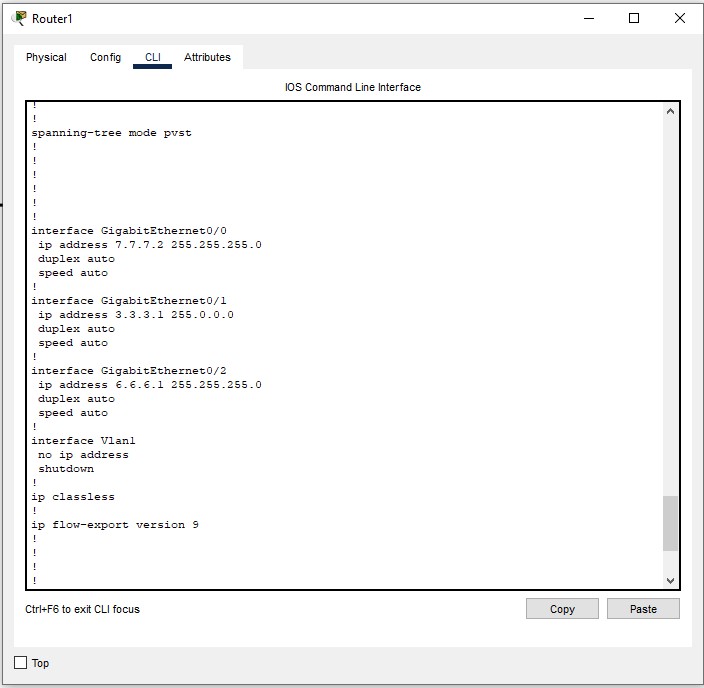 Router1
Physical Config CLI Attributes
IOS Command Line Interface
!
!
spanning-tree mode pvst
!
!
!
!
!
!
interface GigabitEthernet0/0
 ip address 7.7.7.2 255.255.255.0
 duplex auto
 speed auto
!
interface GigabitEthernet0/1
 ip address 3.3.3.1 255.0.0.0
 duplex auto
 speed auto
!
interface GigabitEthernet0/2
 ip address 6.6.6.1 255.255.255.0
 duplex auto
 speed auto
!
interface Vlan1
 no ip address
 shutdown
!
ip classless
!
ip flow-export version 9
!
!
!
!
Ctrl+F6 to exit CLI focus
Copy Paste
Top